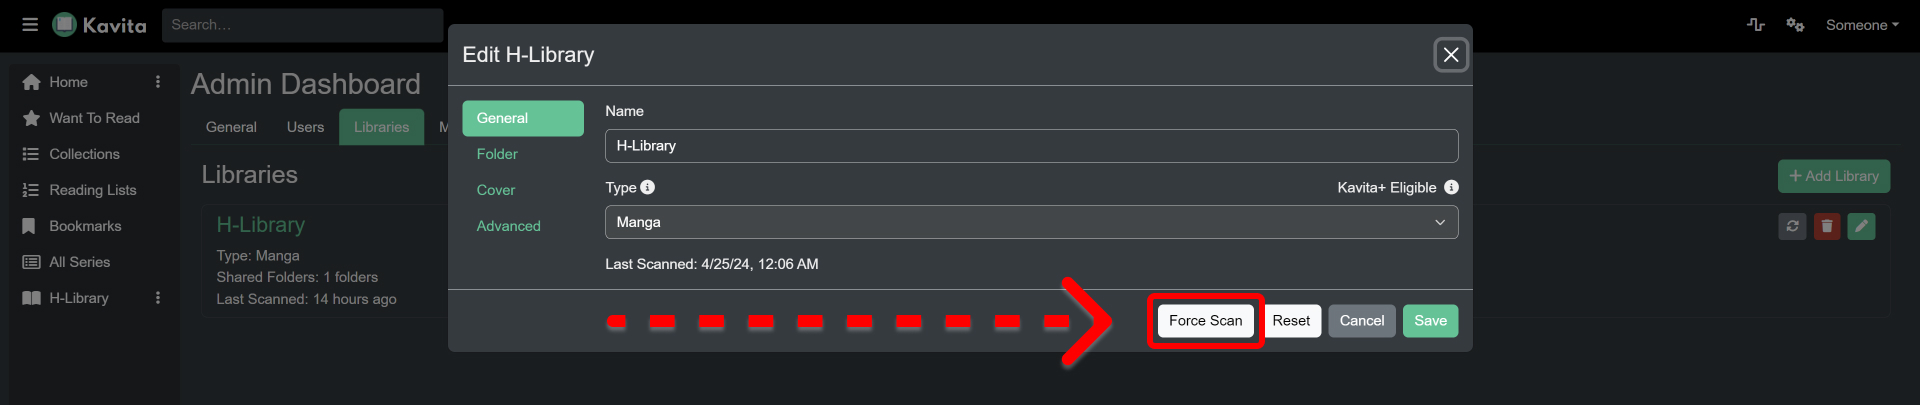 Kavita
Search...
Someone
Home
Want To Read
Collections
Reading Lists
Bookmarks
All Series
H-Library
Admin Dashboard
General Users Libraries M
Libraries
+ Add Library
H-Library
Type: Manga
Shared Folders: 1 folders
Last Scanned: 14 hours ago
Edit H-Library
General
Folder
Cover
Advanced
Name
H-Library
Type
Kavita+ Eligible
Manga
Last Scanned: 4/25/24, 12:06 AM
Force Scan Reset Cancel Save